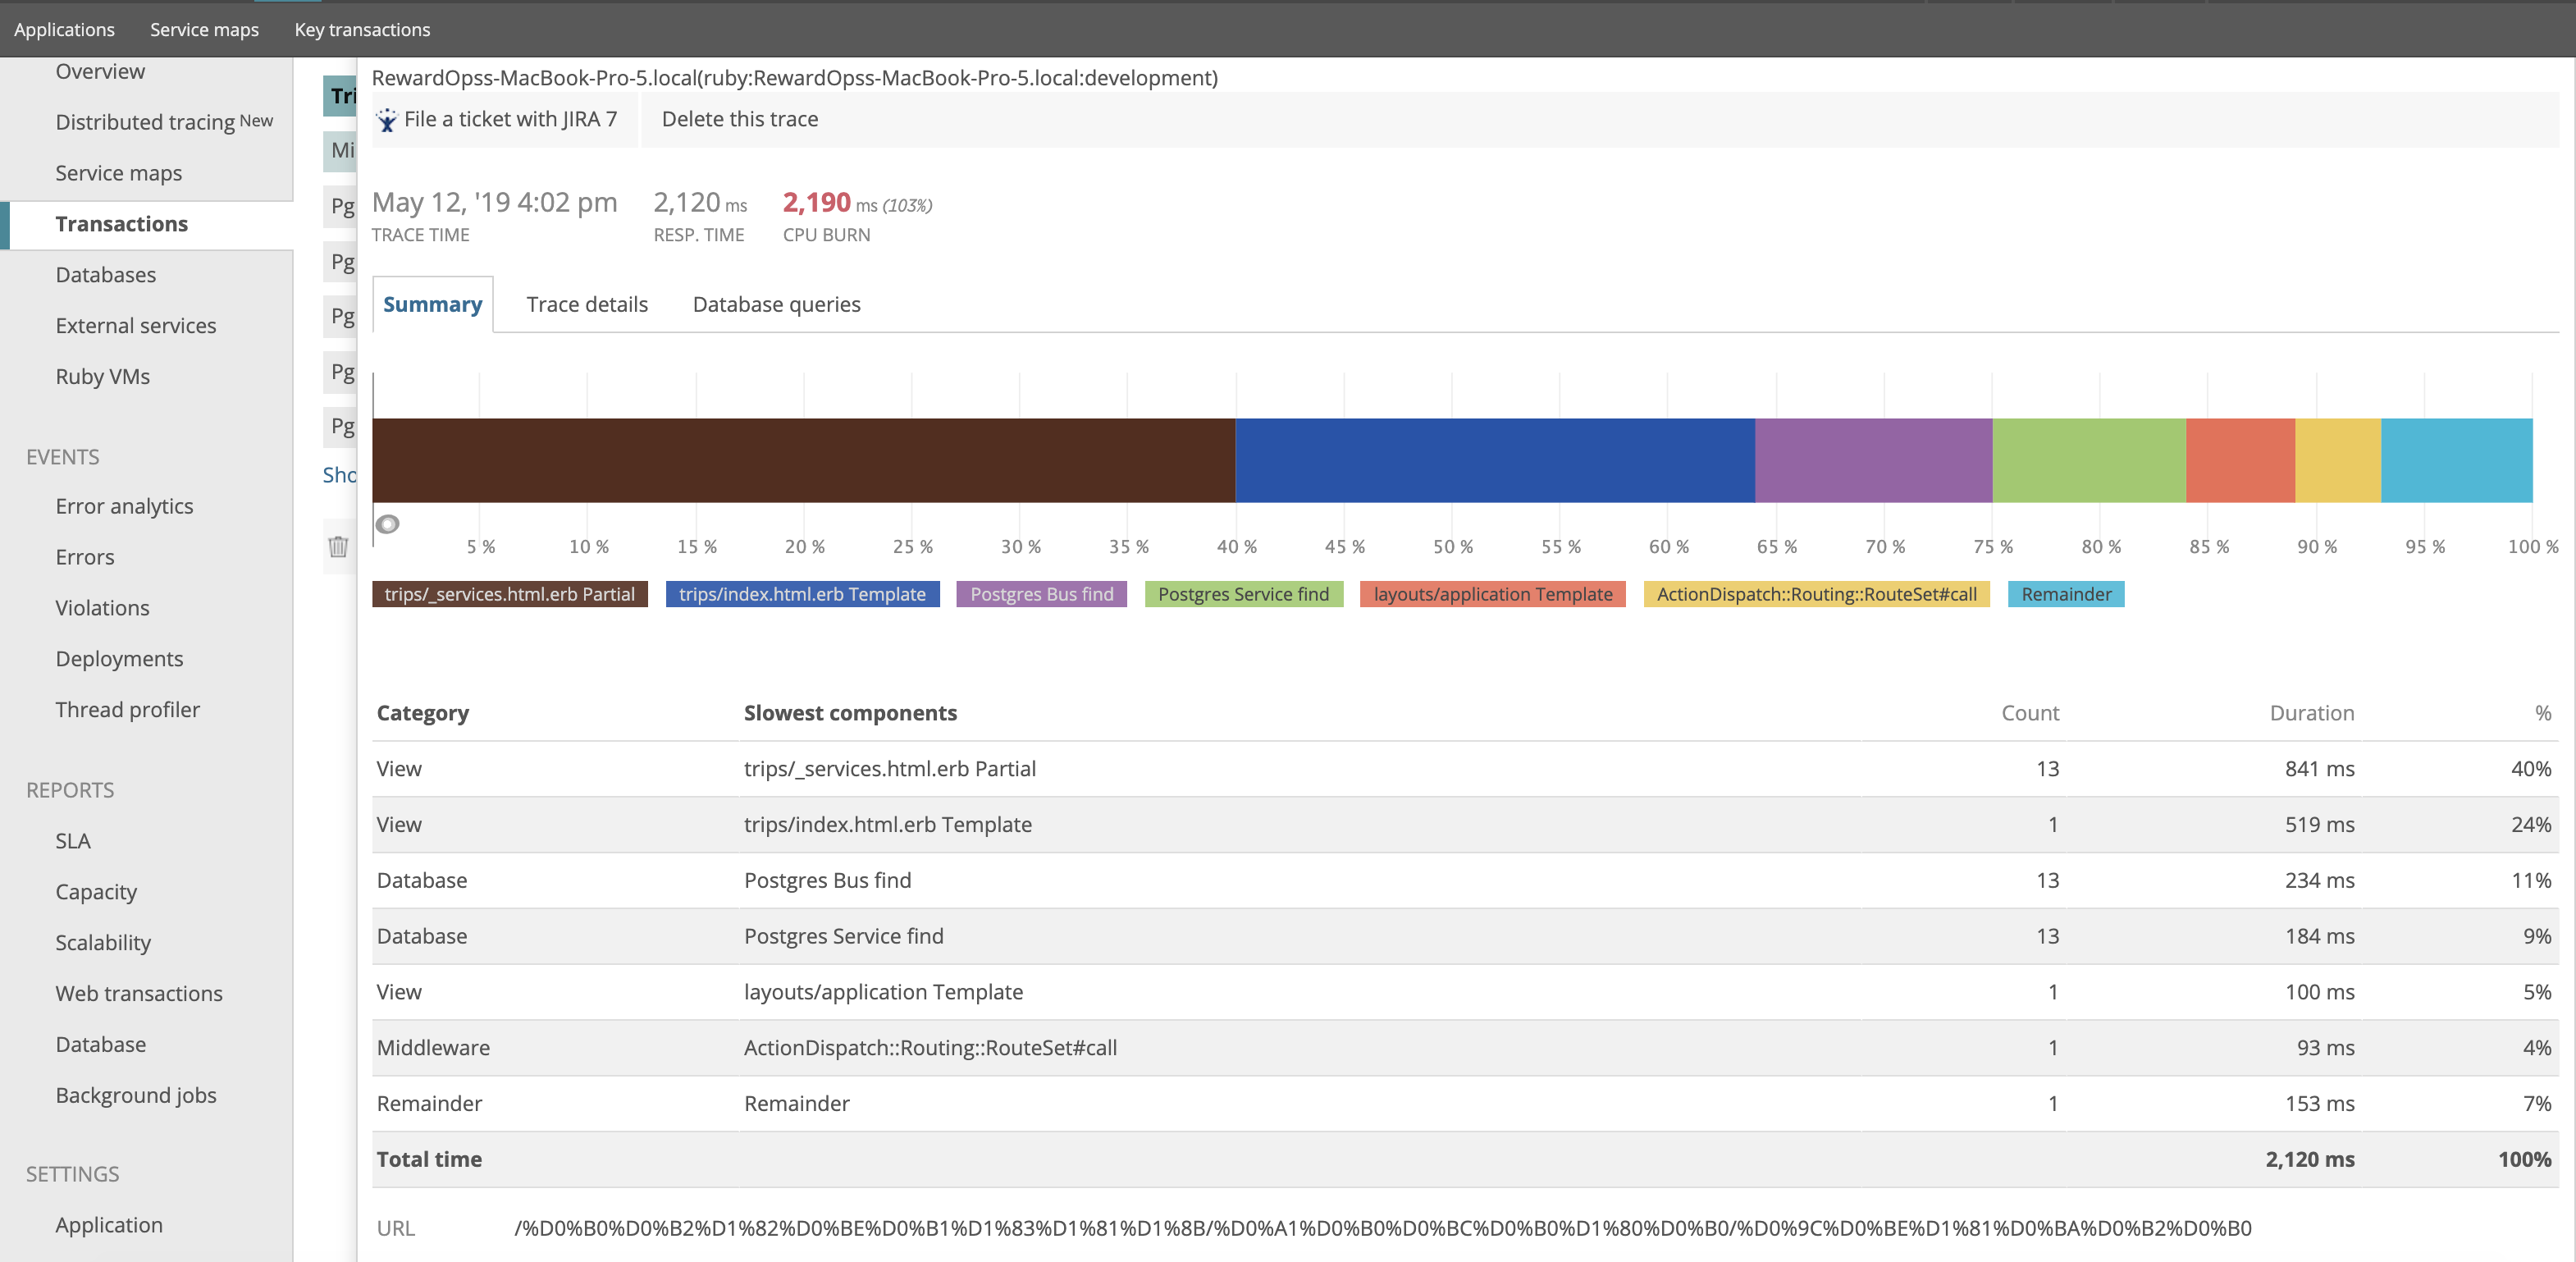 Applications Service maps Key transactions
Overview
Distributed tracing New
Service maps
Transactions
Databases
External services
Ruby VMs
EVENTS
Error analytics
Errors
Violations
Deployments
Thread profiler
REPORTS
SLA
Capacity
Scalability
Web transactions
Database
Background jobs
SETTINGS
Application
Tri
Mi
Pg
Pg
Pg
Pg
Pg
Sho
RewardOpss-MacBook-Pro-5.local(ruby:RewardOpss-MacBook-Pro-5.local:development)
File a ticket with JIRA 7 Delete this trace
May 12, '19 4:02 pm 2,120 ms 2,190 ms (103%)
TRACE TIME RESP. TIME CPU BURN
Summary Trace details Database queries
5 % 10 % 15 % 20 % 25 % 30 % 35 % 40 % 45 % 50 % 55 % 60 % 65 % 70 % 75 % 80 % 85 % 90 % 95 % 100 %
trips/_services.html.erb Partial trips/index.html.erb Template Postgres Bus find Postgres Service find layouts/application Template ActionDispatch::Routing::RouteSet#call Remainder
Category Slowest components Count Duration %
View trips/_services.html.erb Partial 13 841 ms 40%
View trips/index.html.erb Template 1 519 ms 24%
Database Postgres Bus find 13 234 ms 11%
Database Postgres Service find 13 184 ms 9%
View layouts/application Template 1 100 ms 5%
Middleware ActionDispatch::Routing::RouteSet#call 1 93 ms 4%
Remainder Remainder 1 153 ms 7%
Total time 2,120 ms 100%
URL /%D0%B0%D0%B2%D1%82%D0%BE%D0%B1%D1%83%D1%81%D1%8B/%D0%A1%D0%B0%D0%BC%D0%B0%D1%80%D0%B0/%D0%9C%D0%BE%D1%81%D0%BA%D0%B2%D0%B0